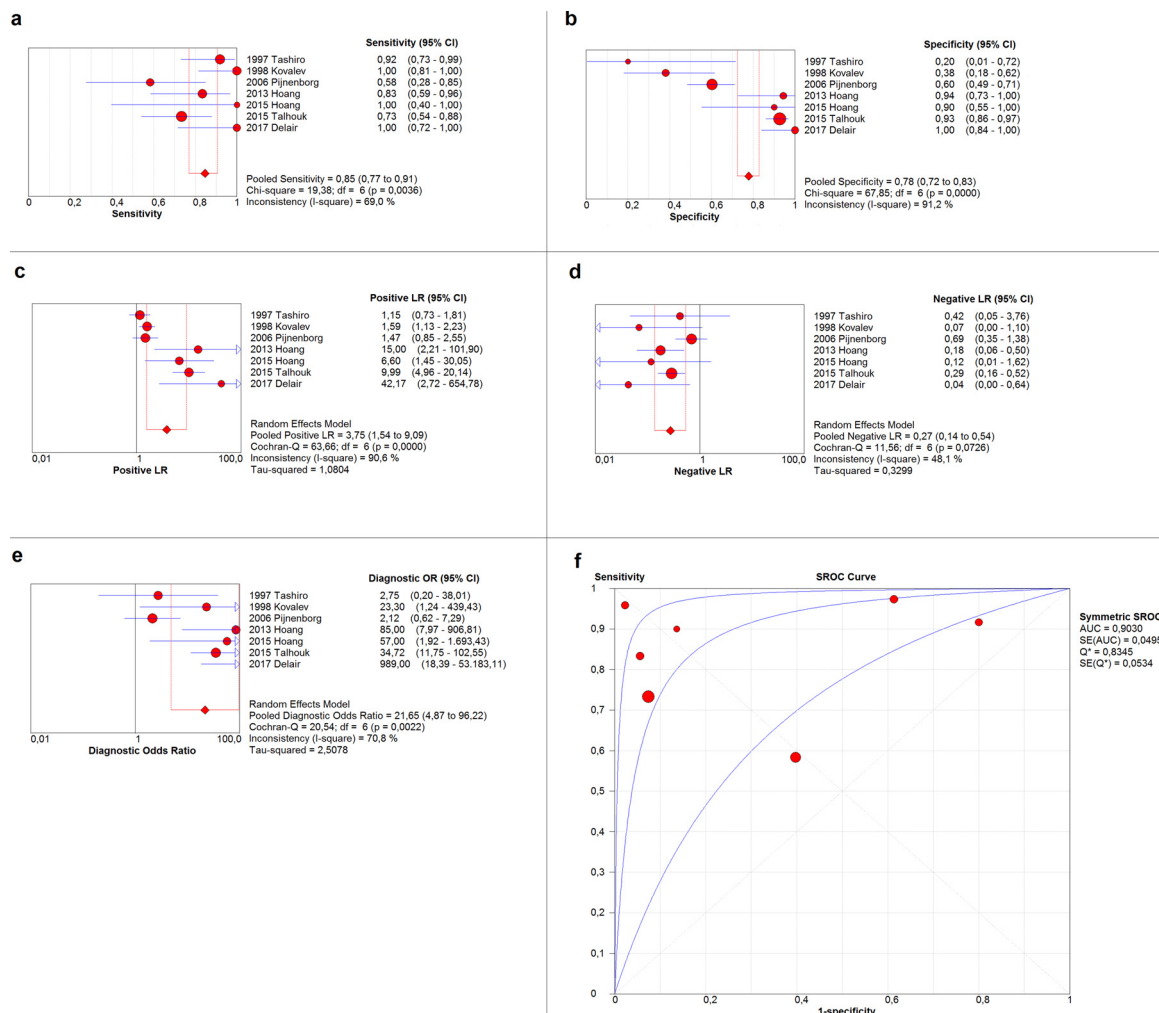 a
Sensitivity (95% CI)
1997 Tashiro 0,92 (0,73 - 0,99)
1998 Kovalev 1,00 (0,81 - 1,00)
2006 Pijnenborg 0,58 (0,28 - 0,85)
2013 Hoang 0,83 (0,59 - 0,96)
2015 Hoang 1,00 (0,40 - 1,00)
2015 Talhouk 0,73 (0,54 - 0,88)
2017 Delair 1,00 (0,72 - 1,00)
Pooled Sensitivity = 0,85 (0,77 to 0,91)
Chi-square = 19,38; df = 6 (p = 0,0036)
Inconsistency (I-square) = 69,0 %
0 0,2 0,4 0,6 0,8 1
Sensitivity
b
Specificity (95% CI)
1997 Tashiro 0,20 (0,01 - 0,72)
1998 Kovalev 0,38 (0,18 - 0,62)
2006 Pijnenborg 0,60 (0,49 - 0,71)
2013 Hoang 0,94 (0,73 - 1,00)
2015 Hoang 0,90 (0,55 - 1,00)
2015 Talhouk 0,93 (0,86 - 0,97)
2017 Delair 1,00 (0,84 - 1,00)
Pooled Specificity = 0,78 (0,72 to 0,83)
Chi-square = 67,85; df = 6 (p = 0,0000)
Inconsistency (I-square) = 91,2 %
0 0,2 0,4 0,6 0,8 1
Specificity
c
Positive LR (95% CI)
1997 Tashiro 1,15 (0,73 - 1,81)
1998 Kovalev 1,59 (1,13 - 2,23)
2006 Pijnenborg 1,47 (0,85 - 2,55)
2013 Hoang 15,00 (2,21 - 101,90)
2015 Hoang 6,60 (1,45 - 30,05)
2015 Talhouk 9,99 (4,96 - 20,14)
2017 Delair 42,17 (2,72 - 654,78)
Random Effects Model
Pooled Positive LR = 3,75 (1,54 to 9,09)
Cochran-Q = 63,66; df = 6 (p = 0,0000)
Inconsistency (I-square) = 90,6 %
Tau-squared = 1,0804
0,01 1 100,0
Positive LR
d
Negative LR (95% CI)
1997 Tashiro 0,42 (0,05 - 3,76)
1998 Kovalev 0,07 (0,00 - 1,10)
2006 Pijnenborg 0,69 (0,35 - 1,38)
2013 Hoang 0,18 (0,06 - 0,50)
2015 Hoang 0,12 (0,01 - 1,62)
2015 Talhouk 0,29 (0,16 - 0,52)
2017 Delair 0,04 (0,00 - 0,64)
Random Effects Model
Pooled Negative LR = 0,27 (0,14 to 0,54)
Cochran-Q = 11,56; df = 6 (p = 0,0726)
Inconsistency (I-square) = 48,1 %
Tau-squared = 0,3299
0,01 1 100,0
Negative LR
e
Diagnostic OR (95% CI)
1997 Tashiro 2,75 (0,20 - 38,01)
1998 Kovalev 23,30 (1,24 - 439,43)
2006 Pijnenborg 2,12 (0,62 - 7,29)
2013 Hoang 85,00 (7,97 - 906,81)
2015 Hoang 57,00 (1,92 - 1.693,43)
2015 Talhouk 34,72 (11,75 - 102,55)
2017 Delair 989,00 (18,39 - 53.183,11)
Random Effects Model
Pooled Diagnostic Odds Ratio = 21,65 (4,87 to 96,22)
Cochran-Q = 20,54; df = 6 (p = 0,0022)
Inconsistency (I-square) = 70,8 %
Tau-squared = 2,5078
0,01 1 100,0
Diagnostic Odds Ratio
f
Sensitivity
SROC Curve
1
0,9
0,8
0,7
0,6
0,5
0,4
0,3
0,2
0,1
0
0 0,2 0,4 0,6 0,8 1
1-specificity
Symmetric SROC
AUC = 0,9030
SE(AUC) = 0,0495
Q* = 0,8345
SE(Q*) = 0,0534